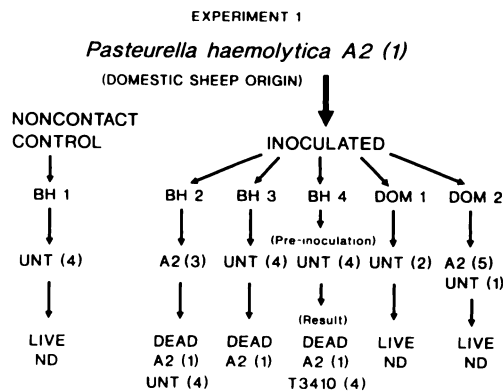 EXPERIMENT 1
Pasteurella haemolytica A2 (1)
(DOMESTIC SHEEP ORIGIN)
NONCONTACT
CONTROL
INOCULATED
BH 1 BH 2 BH 3 BH 4 DOM 1 DOM 2
(Pre-inoculation)
UNT (4) A2 (3) UNT (4) UNT (4) UNT (2) A2 (5)
UNT (1)
(Result)
LIVE DEAD DEAD DEAD LIVE LIVE
ND A2 (1) A2 (1) A2 (1) ND ND
UNT (4) T3410 (4)